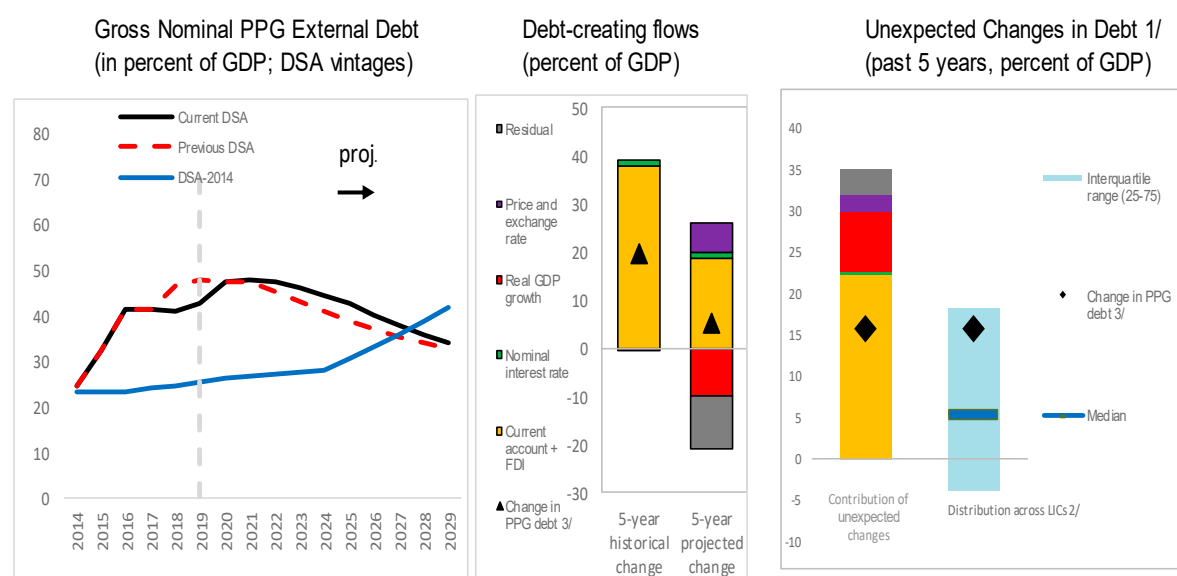 Gross Nominal PPG External Debt
(in percent of GDP; DSA vintages)
Current DSA
Previous DSA
DSA-2014
proj.
80
70
60
50
40
30
20
10
0
2014
2015
2016
2017
2018
2019
2020
2021
2022
2023
2024
2025
2026
2027
2028
2029
Debt-creating flows
(percent of GDP)
Residual
Price and
exchange
rate
Real GDP
growth
Nominal
interest rate
Current
account +
FDI
Change in
PPG debt 3/
50
40
30
20
10
0
-10
-20
-30
5-year
historical
change
5-year
projected
change
Unexpected Changes in Debt 1/
(past 5 years, percent of GDP)
40
35
30
25
20
15
10
5
0
-5
-10
Interquartile
range (25-75)
Change in PPG
debt 3/
Median
Contribution of
unexpected
changes
Distribution across LICs 2/